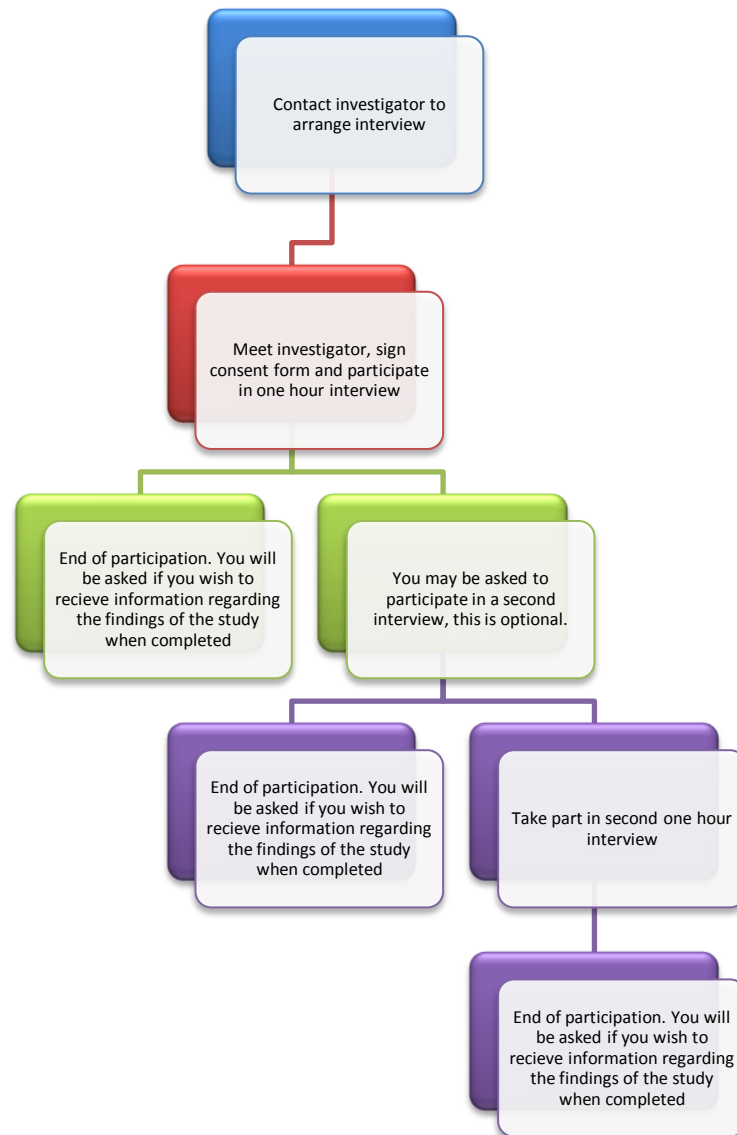 Contact investigator to
arrange interview
Meet investigator, sign
consent form and participate
in one hour interview
End of participation. You will
be asked if you wish to
recieve information regarding
the findings of the study
when completed
You may be asked to
participate in a second
interview, this is optional.
End of participation. You will
be asked if you wish to
recieve information regarding
the findings of the study
when completed
Take part in second one hour
interview
End of participation. You will
be asked if you wish to
recieve information regarding
the findings of the study
when completed